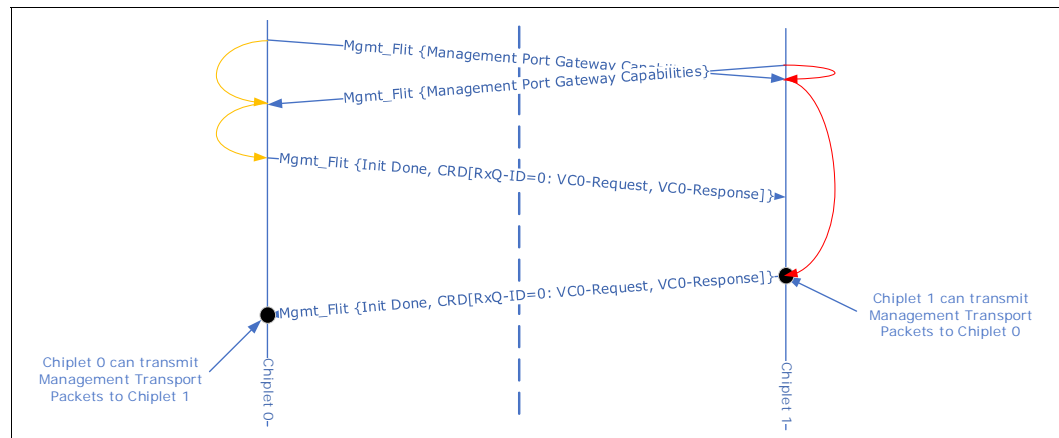 Mgmt_Flit {Management Port Gateway Capabilities}
Mgmt_Flit {Management Port Gateway Capabilities}
Mgmt_Flit {Init Done, CRD[RxQ-ID=0: VC0-Request, VC0-Response]}
Mgmt_Flit {Init Done, CRD[RxQ-ID=0: VC0-Request, VC0-Response]}
Chiplet 1 can transmit
Management Transport
Packets to Chiplet 0
Chiplet 0 can transmit
Management Transport
Packets to Chiplet 1
Chiplet 0-
Chiplet 1-